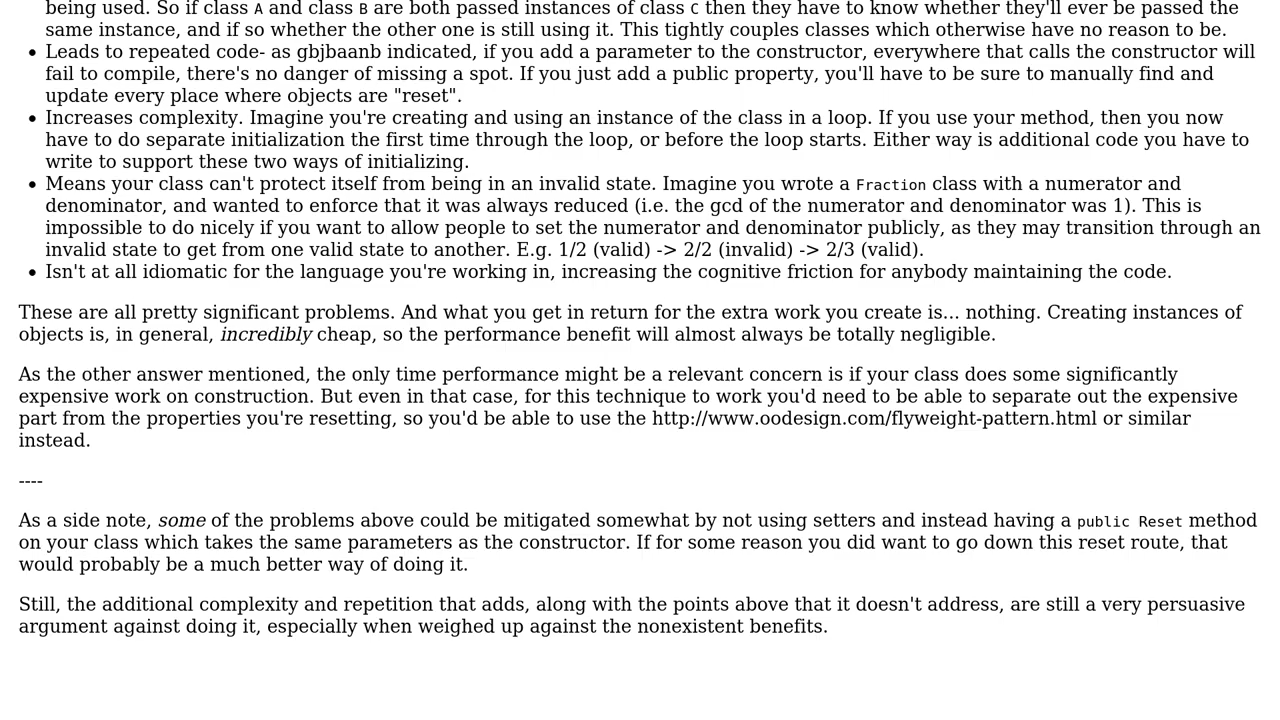 being used. So if class A and class B are both passed instances of class C then they have to know whether they'll ever be passed the
same instance, and if so whether the other one is still using it. This tightly couples classes which otherwise have no reason to be.
• Leads to repeated code- as gbjbaanb indicated, if you add a parameter to the constructor, everywhere that calls the constructor will
fail to compile, there's no danger of missing a spot. If you just add a public property, you'll have to be sure to manually find and
update every place where objects are "reset".
• Increases complexity. Imagine you're creating and using an instance of the class in a loop. If you use your method, then you now
have to do separate initialization the first time through the loop, or before the loop starts. Either way is additional code you have to
write to support these two ways of initializing.
• Means your class can't protect itself from being in an invalid state. Imagine you wrote a Fraction class with a numerator and
denominator, and wanted to enforce that it was always reduced (i.e. the gcd of the numerator and denominator was 1). This is
impossible to do nicely if you want to allow people to set the numerator and denominator publicly, as they may transition through an
invalid state to get from one valid state to another. E.g. 1/2 (valid) -> 2/2 (invalid) -> 2/3 (valid).
• Isn't at all idiomatic for the language you're working in, increasing the cognitive friction for anybody maintaining the code.
These are all pretty significant problems. And what you get in return for the extra work you create is... nothing. Creating instances of
objects is, in general, incredibly cheap, so the performance benefit will almost always be totally negligible.
As the other answer mentioned, the only time performance might be a relevant concern is if your class does some significantly
expensive work on construction. But even in that case, for this technique to work you'd need to be able to separate out the expensive
part from the properties you're resetting, so you'd be able to use the http://www.oodesign.com/flyweight-pattern.html or similar
instead.
----
As a side note, some of the problems above could be mitigated somewhat by not using setters and instead having a public Reset method
on your class which takes the same parameters as the constructor. If for some reason you did want to go down this reset route, that
would probably be a much better way of doing it.
Still, the additional complexity and repetition that adds, along with the points above that it doesn't address, are still a very persuasive
argument against doing it, especially when weighed up against the nonexistent benefits.